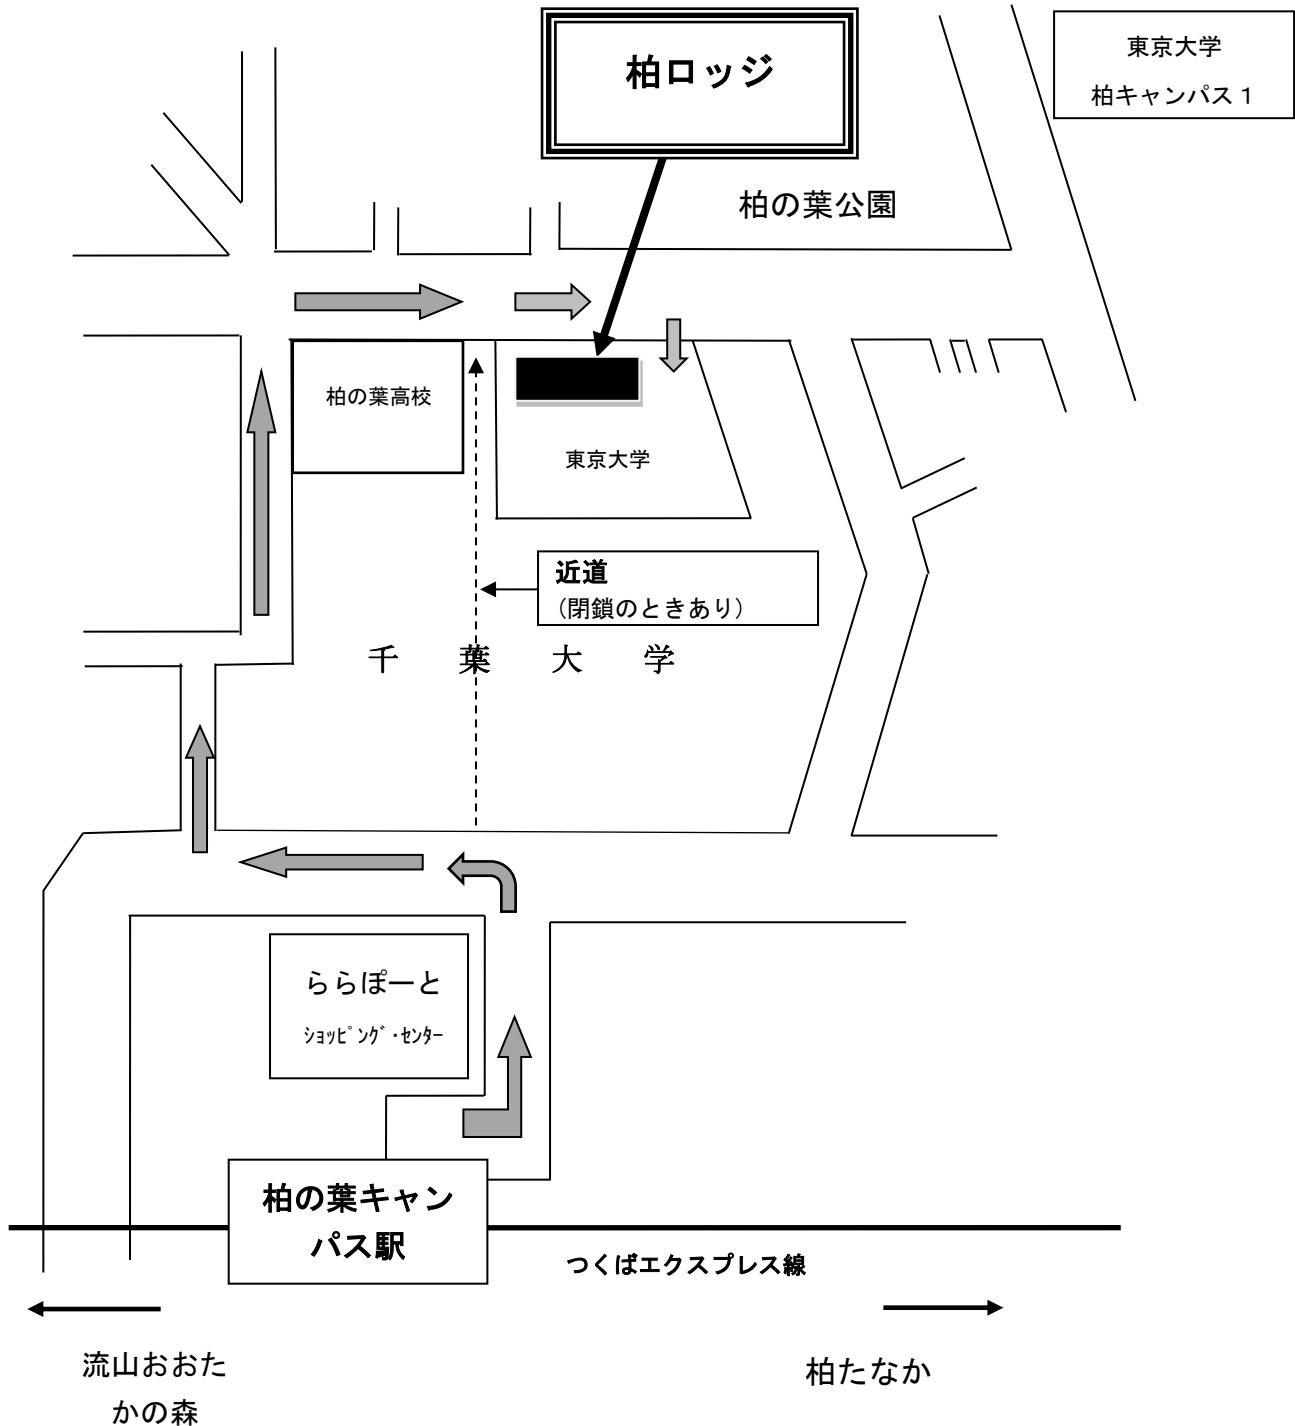 柏ロッジ
東京大学
柏キャンパス１
柏の葉公園
柏の葉高校
東京大学
近道
(閉鎖のときあり)
千葉大学
ららぽーと
ｼｮｯﾋﾟﾝｸﾞ･ｾﾝﾀｰ
柏の葉キャン
パス駅
つくばエクスプレス線
流山おおた
かの森
柏たなか